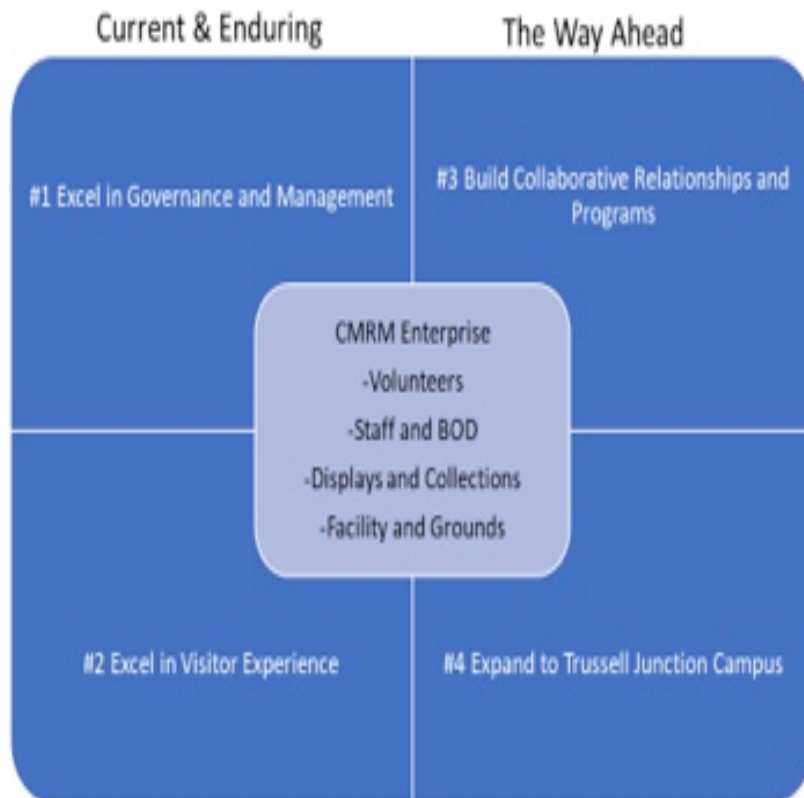 Current & Enduring
The Way Ahead
#1 Excel in Governance and Management
#3 Build Collaborative Relationships and
Programs
CMRM Enterprise
-Volunteers
-Staff and BOD
-Displays and Collections
-Facility and Grounds
#2 Excel in Visitor Experience
#4 Expand to Trussell Junction Campus